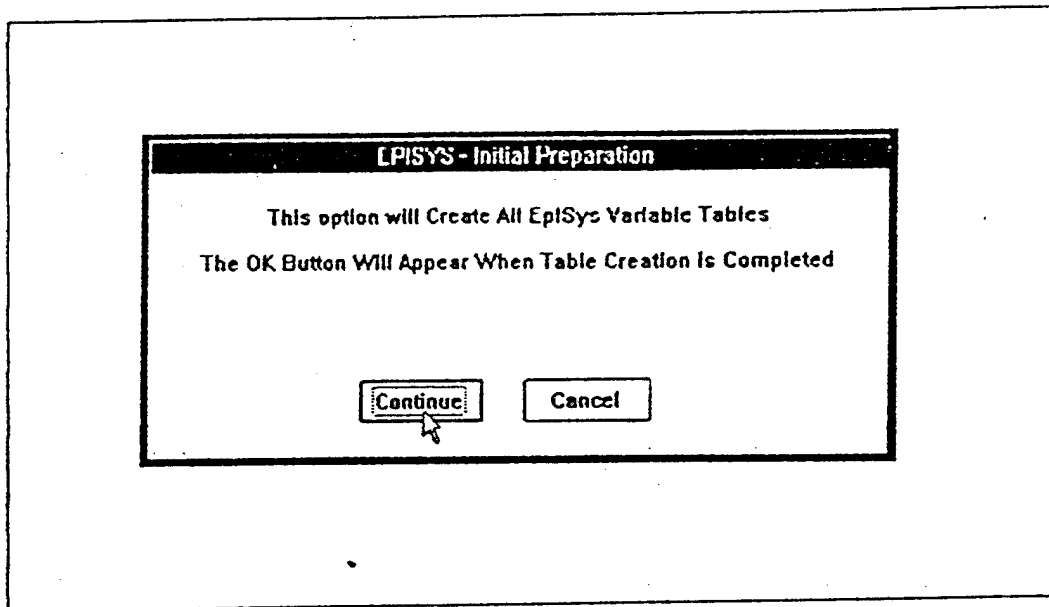 EPISYS - Initial Preparation
This option will Create All EpiSys Variable Tables
The OK Button Will Appear When Table Creation is Completed
Continue
Cancel